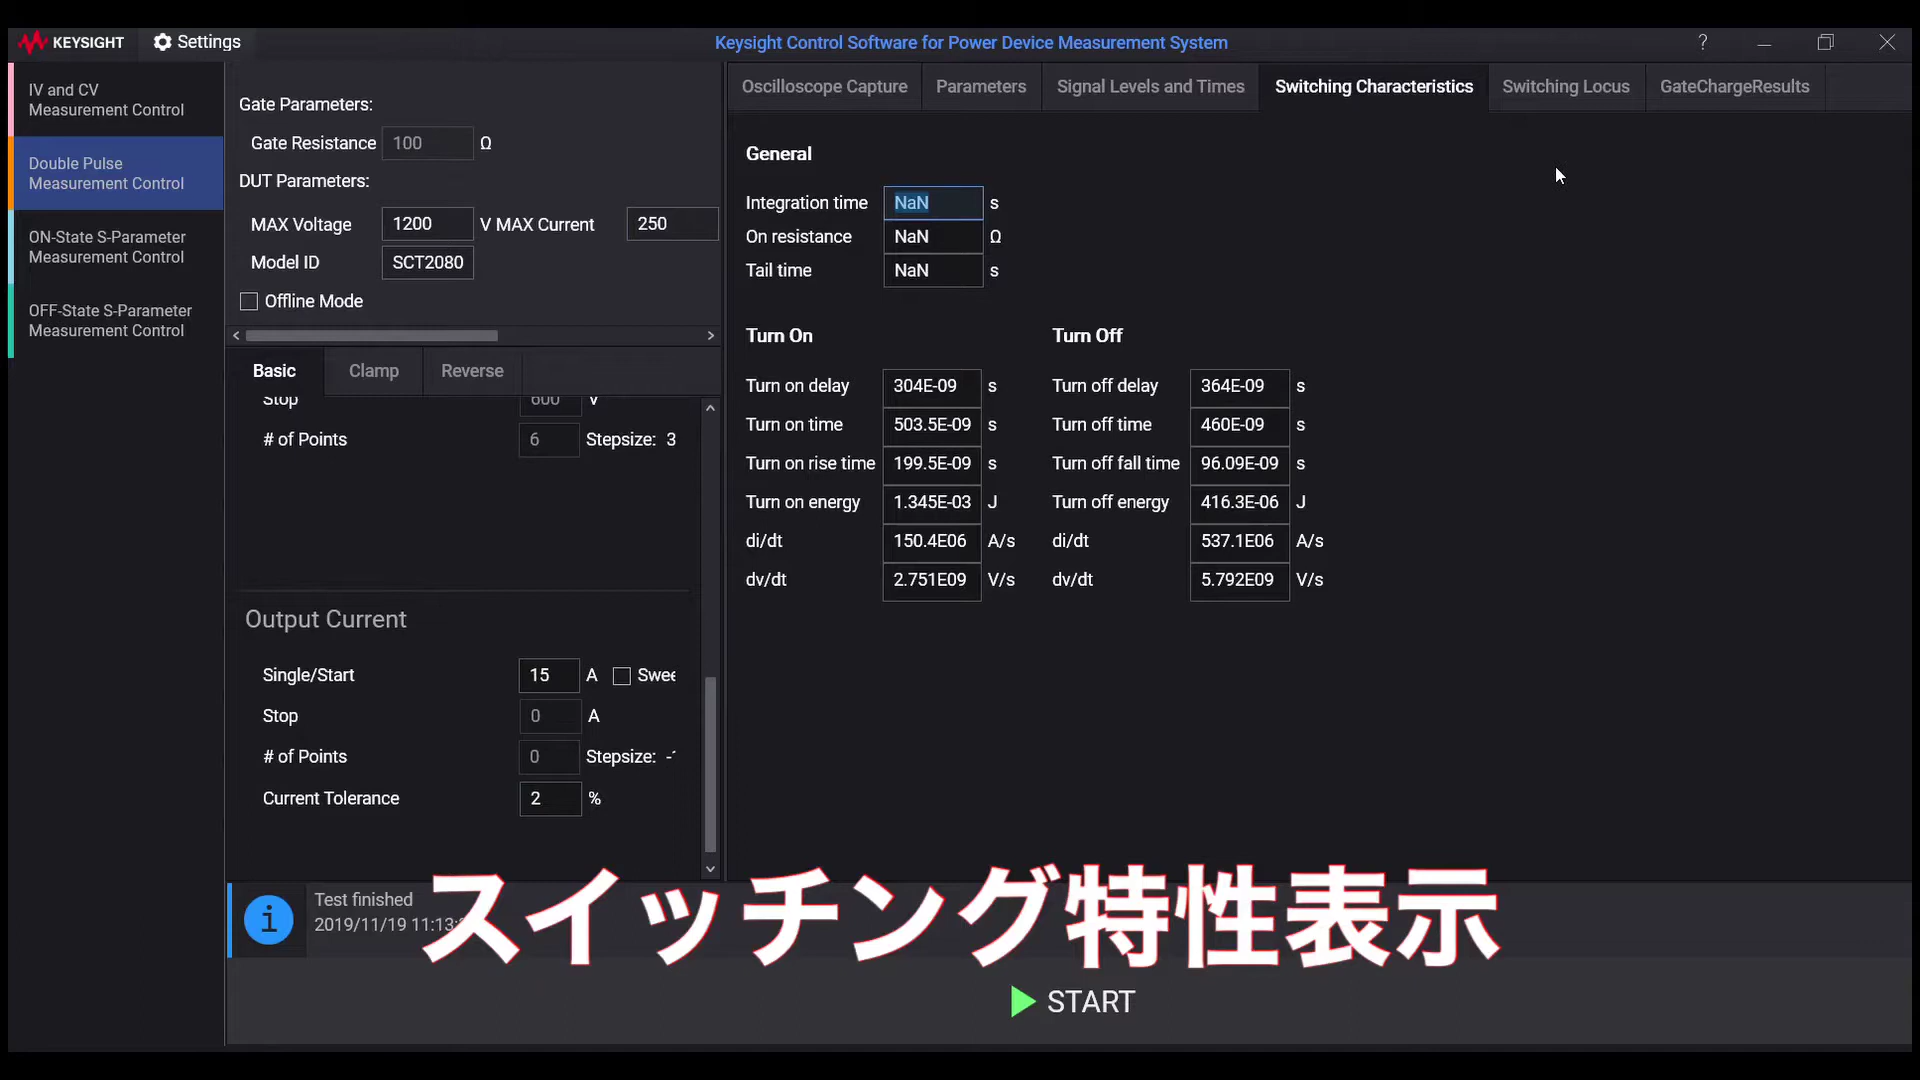 KEYSIGHT Settings Keysight Control Software for Power Device Measurement System ?
IV and CV
Measurement Control
Double Pulse
Measurement Control
ON-State S-Parameter
Measurement Control
OFF-State S-Parameter
Measurement Control
Gate Parameters:
Gate Resistance 100 Ω
DUT Parameters:
MAX Voltage 1200 V MAX Current 250
Model ID SCT2080
Offline Mode
Basic Clamp Reverse
Stop 600 V
# of Points 6 Stepsize: 3
Output Current
Single/Start 15 A Swee
Stop 0 A
# of Points 0 Stepsize:
Current Tolerance 2 %
Oscilloscope Capture Parameters Signal Levels and Times Switching Characteristics Switching Locus GateChargeResults
General
Integration time NaN s
On resistance NaN Ω
Tail time NaN s
Turn On
Turn on delay 304E-09 s
Turn on time 503.5E-09 s
Turn on rise time 199.5E-09 s
Turn on energy 1.345E-03 J
di/dt 150.4E06 A/s
dv/dt 2.751E09 V/s
Turn Off
Turn off delay 364E-09 s
Turn off time 460E-09 s
Turn off fall time 96.09E-09 s
Turn off energy 416.3E-06 J
di/dt 537.1E06 A/s
dv/dt 5.792E09 V/s
Test finished
2019/11/19 11:13:
スイッチング特性表示
START